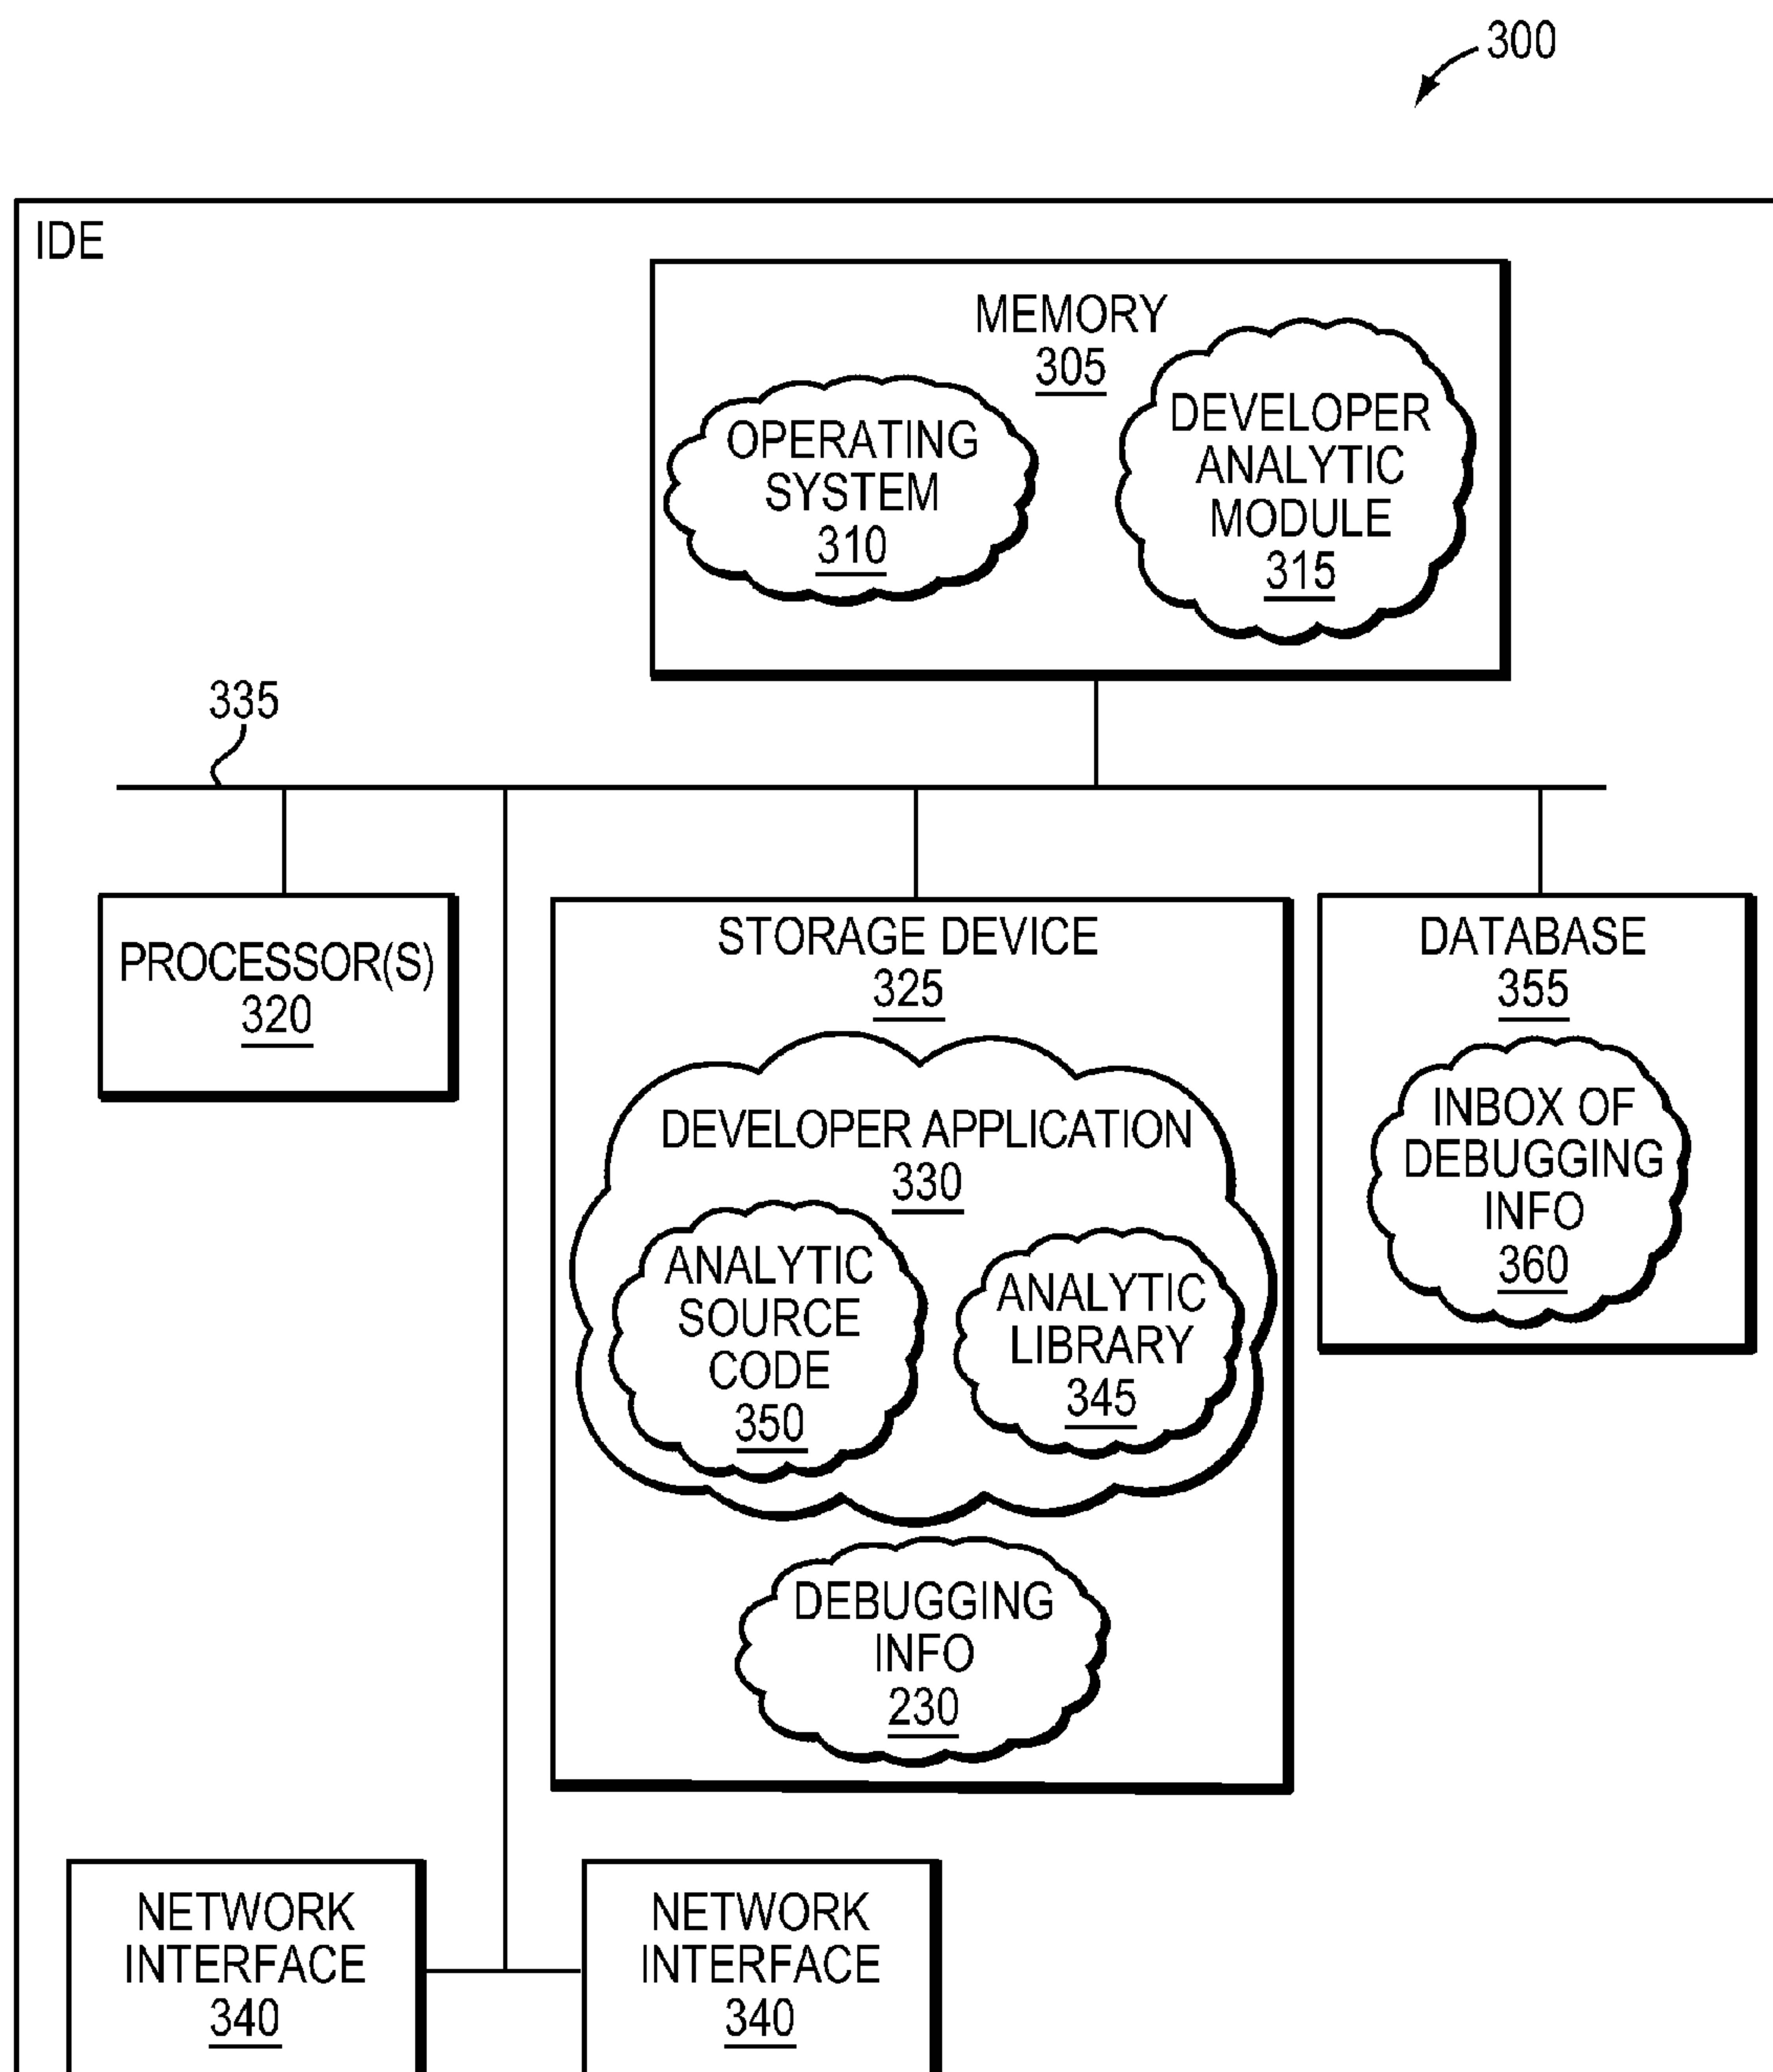 300
IDE
MEMORY
305
OPERATING
SYSTEM
310
DEVELOPER
ANALYTIC
MODULE
315
335
PROCESSOR(S)
320
STORAGE DEVICE
325
DEVELOPER APPLICATION
330
ANALYTIC
SOURCE
CODE
350
ANALYTIC
LIBRARY
345
DEBUGGING
INFO
230
DATABASE
355
INBOX OF
DEBUGGING
INFO
360
NETWORK
INTERFACE
340
NETWORK
INTERFACE
340